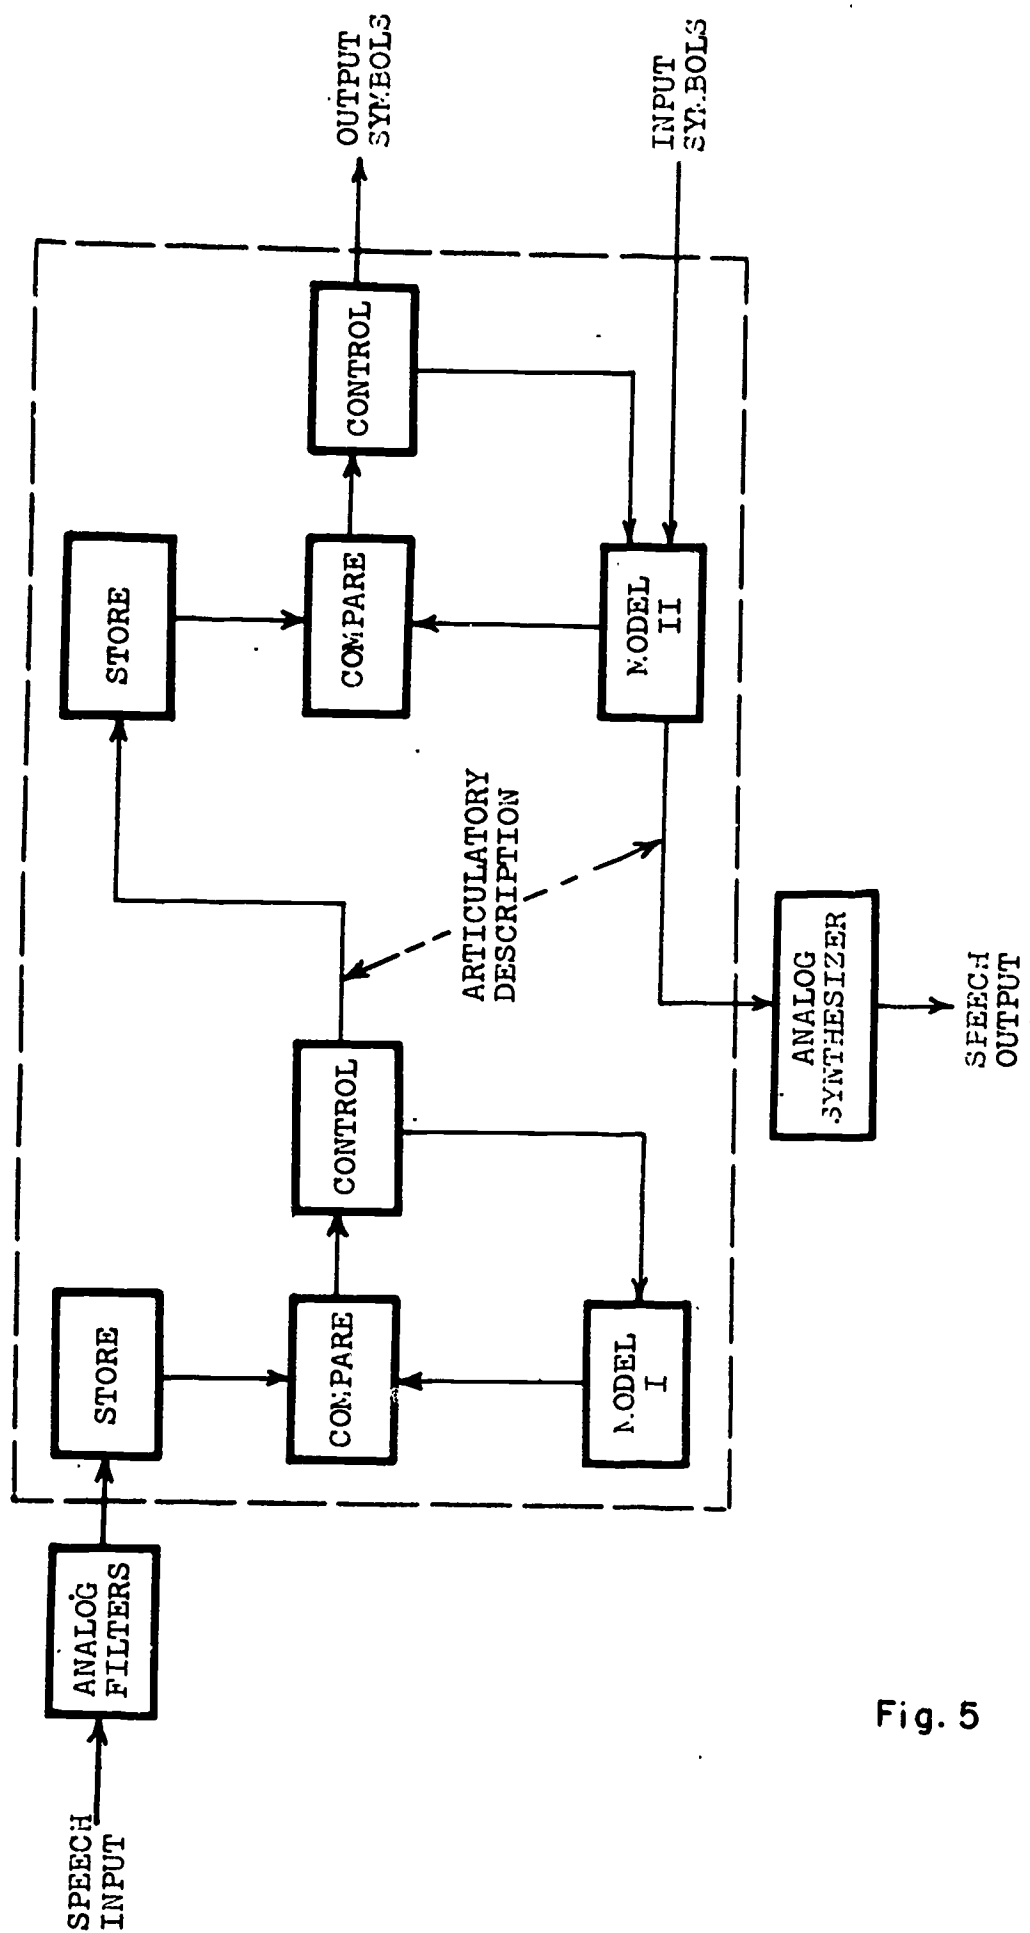 SPEECH
INPUT
ANALOG
FILTERS
STORE
COMPARE
MODEL
I
CONTROL
ARTICULATORY
DESCRIPTION
STORE
COMPARE
MODEL
II
CONTROL
OUTPUT
SYMBOLS
INPUT
SYMBOLS
ANALOG
SYNTHESIZER
SPEECH
OUTPUT
Fig. 5